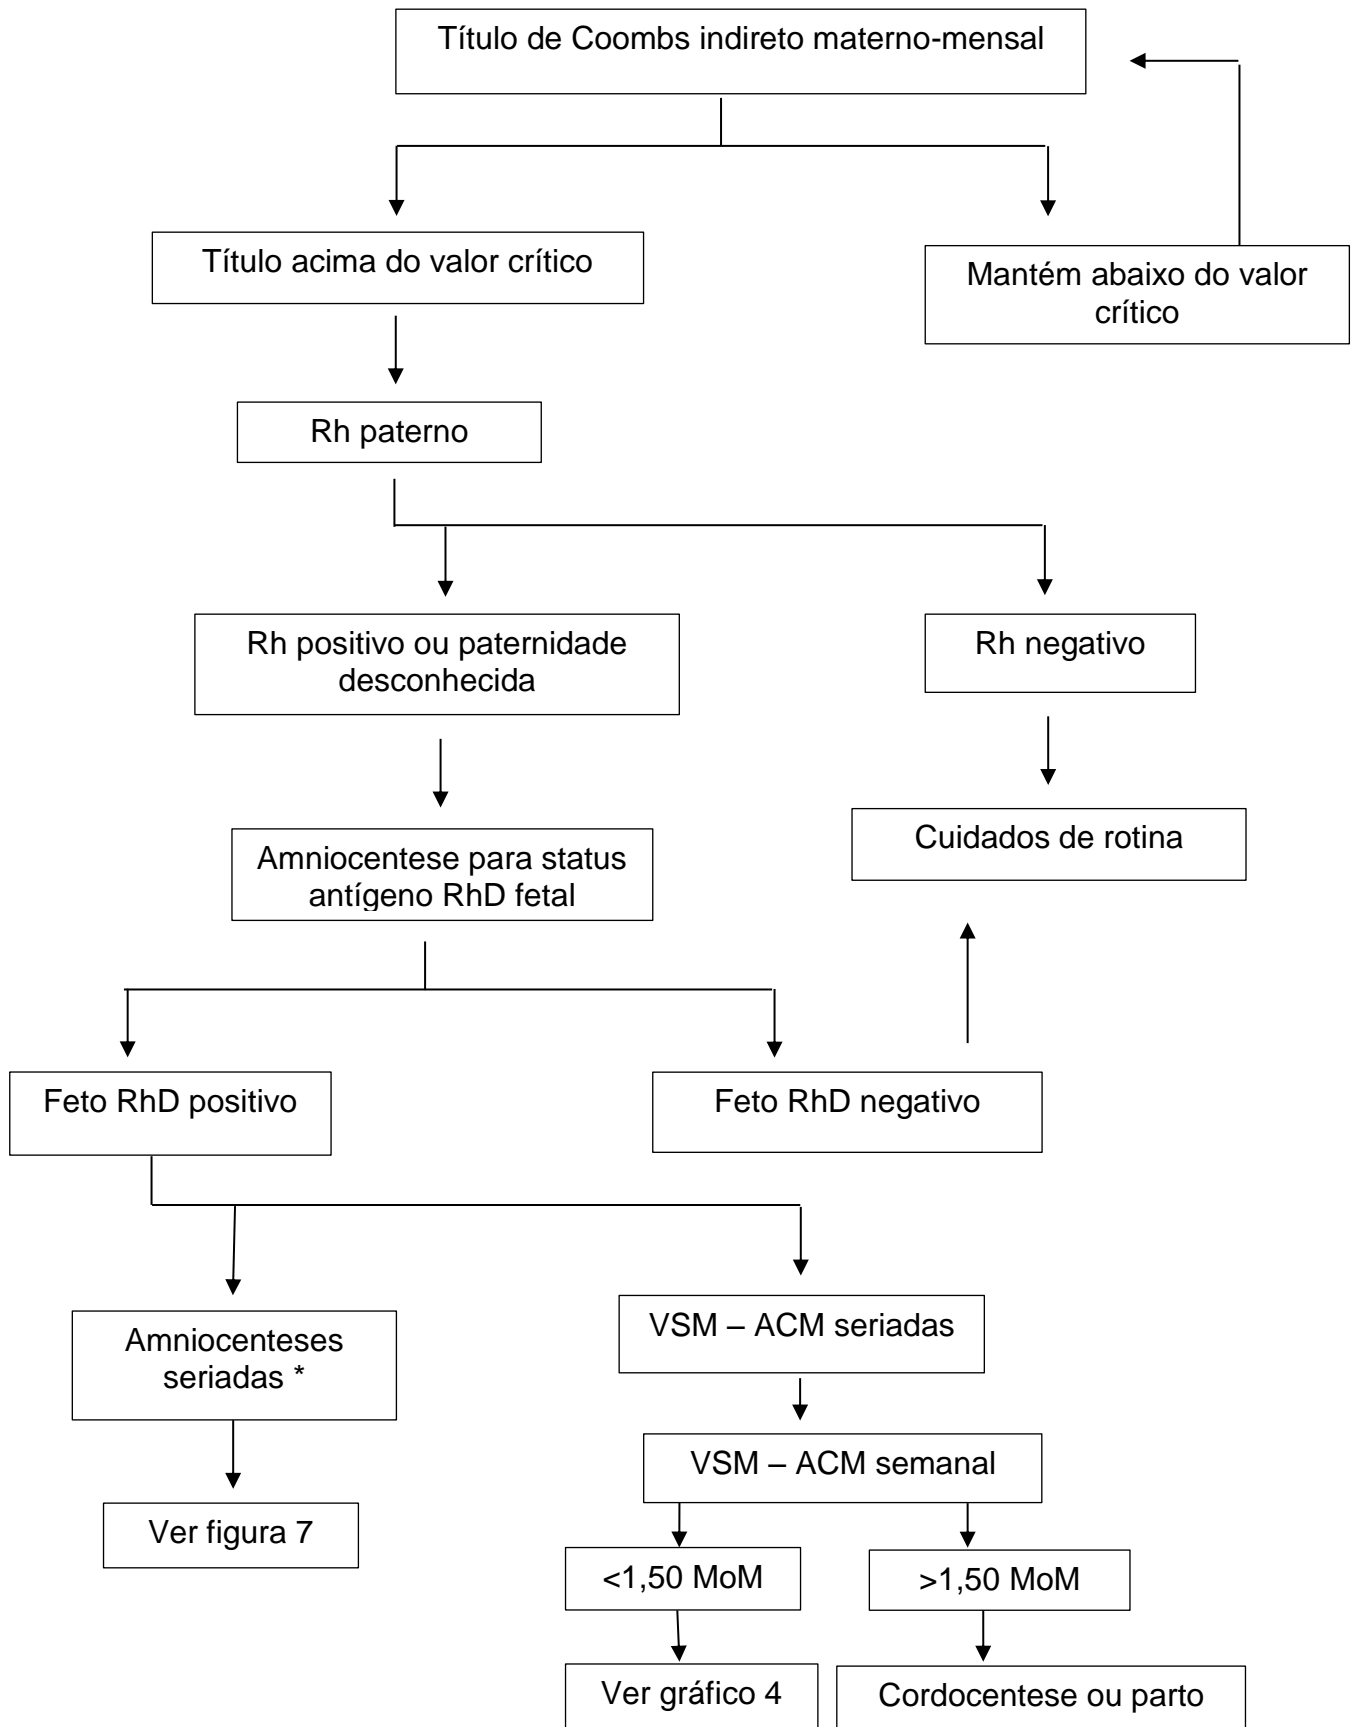 Título de Coombs indireto materno-mensal
Título acima do valor crítico
Mantém abaixo do valor
crítico
Rh paterno
Rh positivo ou paternidade
desconhecida
Rh negativo
Amniocentese para status
antígeno RhD fetal
Cuidados de rotina
Feto RhD positivo
Feto RhD negativo
Amniocenteses
seriadas *
VSM – ACM seriadas
VSM – ACM semanal
Ver figura 7
<1,50 MoM
>1,50 MoM
Ver gráfico 4
Cordocentese ou parto